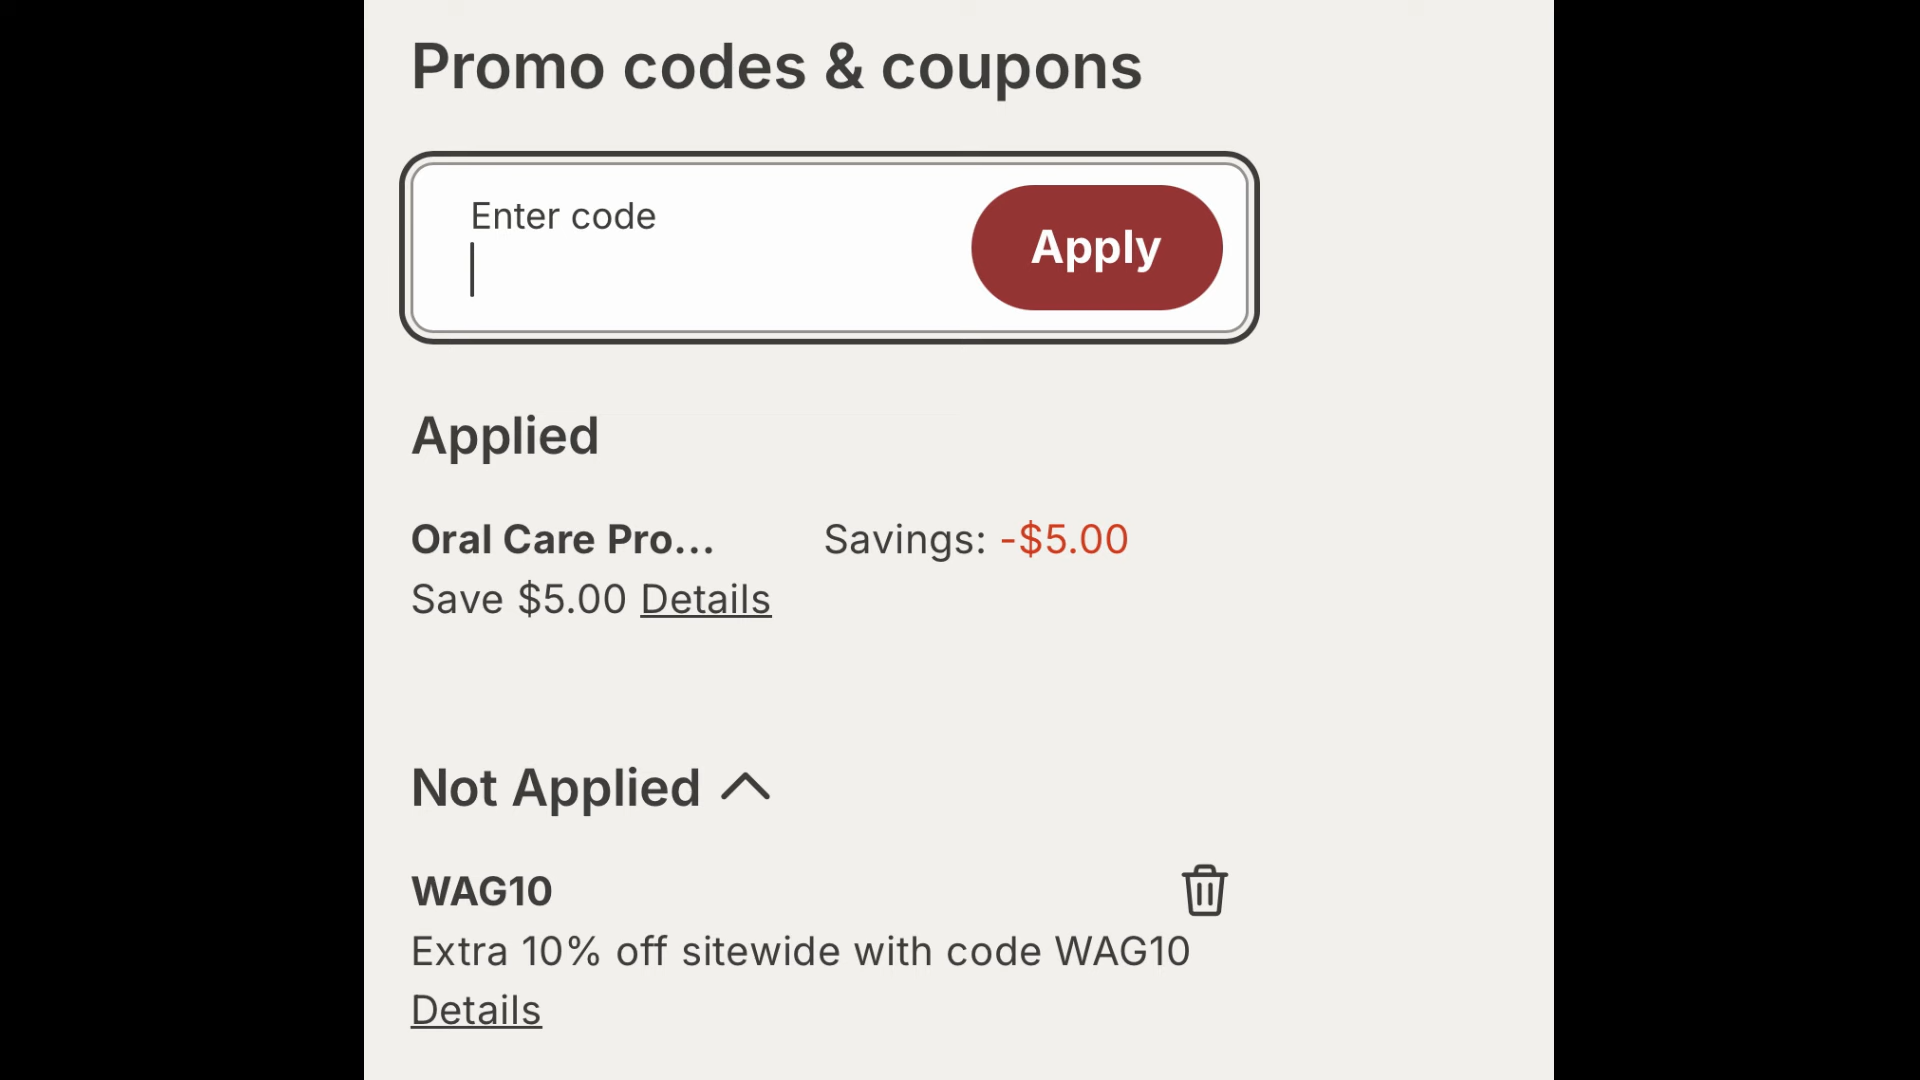 Promo codes & coupons
Enter code
Apply
Applied
Oral Care Pro...
Savings: -$5.00
Save $5.00 Details
Not Applied
WAG10
Extra 10% off sitewide with code WAG10
Details